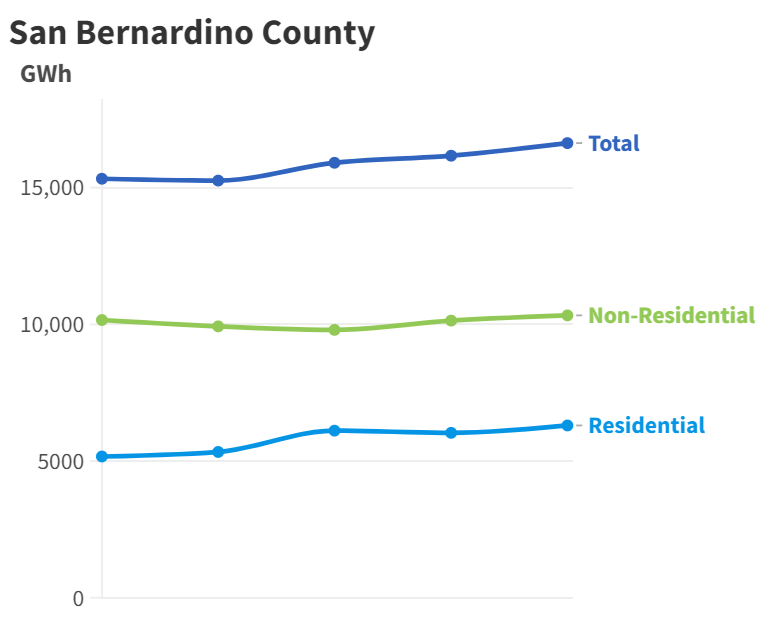 San Bernardino County
GWh
Total
15,000
Non-Residential
10,000
Residential
5000
0